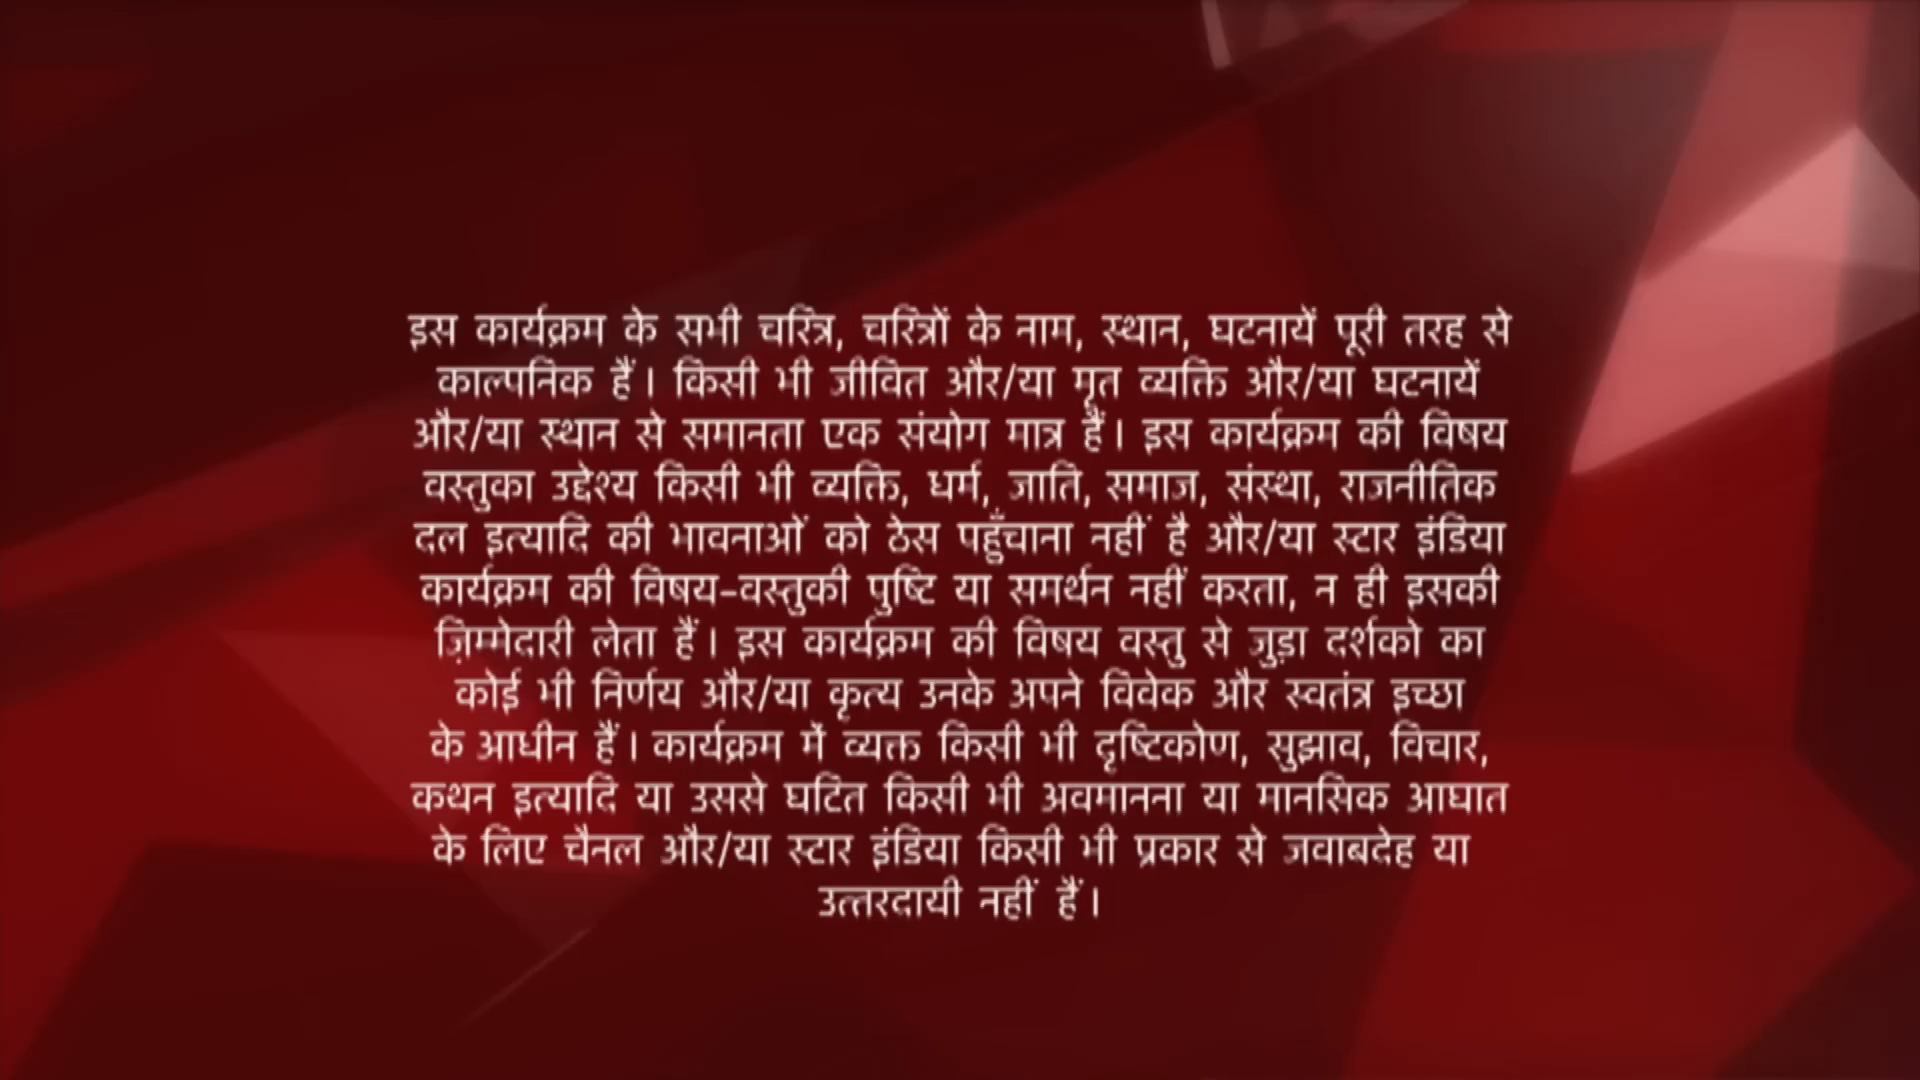 इस कार्यक्रम के सभी चरित्र, चरित्रों के नाम, स्थान, घटनायें पूरी तरह से
काल्पनिक हैं। किसी भी जीवित और/या मृत व्यक्ति और/या घटनायें
और/या स्थान से समानता एक संयोग मात्र हैं। इस कार्यक्रम की विषय
वस्तुका उद्देश्य किसी भी व्यक्ति, धर्म, जाति, समाज, संस्था, राजनीतिक
दल इत्यादि की भावनाओं को ठेस पहुँचाना नहीं है और/या स्टार इंडिया
कार्यक्रम की विषय-वस्तुकी पुष्टि या समर्थन नहीं करता, न ही इसकी
ज़िम्मेदारी लेता हैं। इस कार्यक्रम की विषय वस्तु से जुड़ा दर्शको का
कोई भी निर्णय और/या कृत्य उनके अपने विवेक और स्वतंत्र इच्छा
के आधीन हैं। कार्यक्रम में व्यक्त किसी भी दृष्टिकोण, सुझाव, विचार,
कथन इत्यादि या उससे घटित किसी भी अवमानना या मानसिक आघात
के लिए चैनल और/या स्टार इंडिया किसी भी प्रकार से जवाबदेह या
उत्तरदायी नहीं हैं।